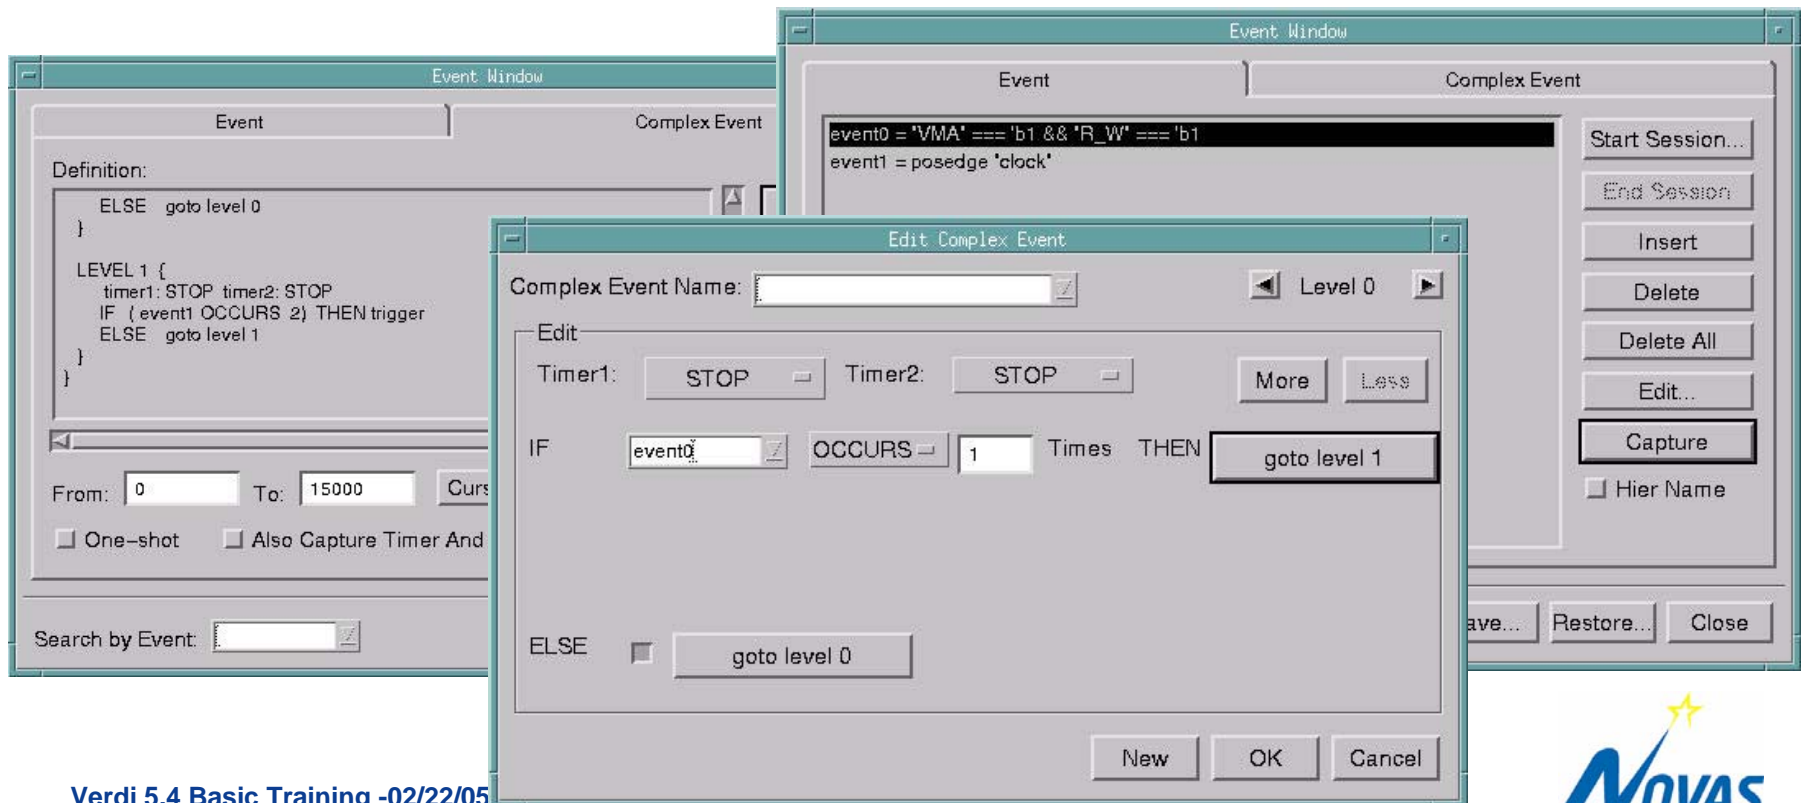 Event Window
Event
Complex Event
Definition:
ELSE goto level 0
}
LEVEL 1 {
timer1: STOP timer2: STOP
IF ( event1 OCCURS 2) THEN trigger
ELSE goto level 1
}
}
From: 0 To: 15000 Curs
One-shot Also Capture Timer And
Search by Event:
Event Window
Event
Complex Event
event0 = "VMA" === 'b1 && "R_W" === 'b1
event1 = posedge "clock"
Start Session...
End Session
Insert
Delete
Delete All
Edit...
Capture
Hier Name
ave... Restore... Close
Edit Complex Event
Complex Event Name: Level 0
Edit
Timer1: STOP Timer2: STOP More Less
IF event0 OCCURS 1 Times THEN goto level 1
ELSE goto level 0
New OK Cancel
Verdi 5.4 Basic Training -02/22/05
NOVAS